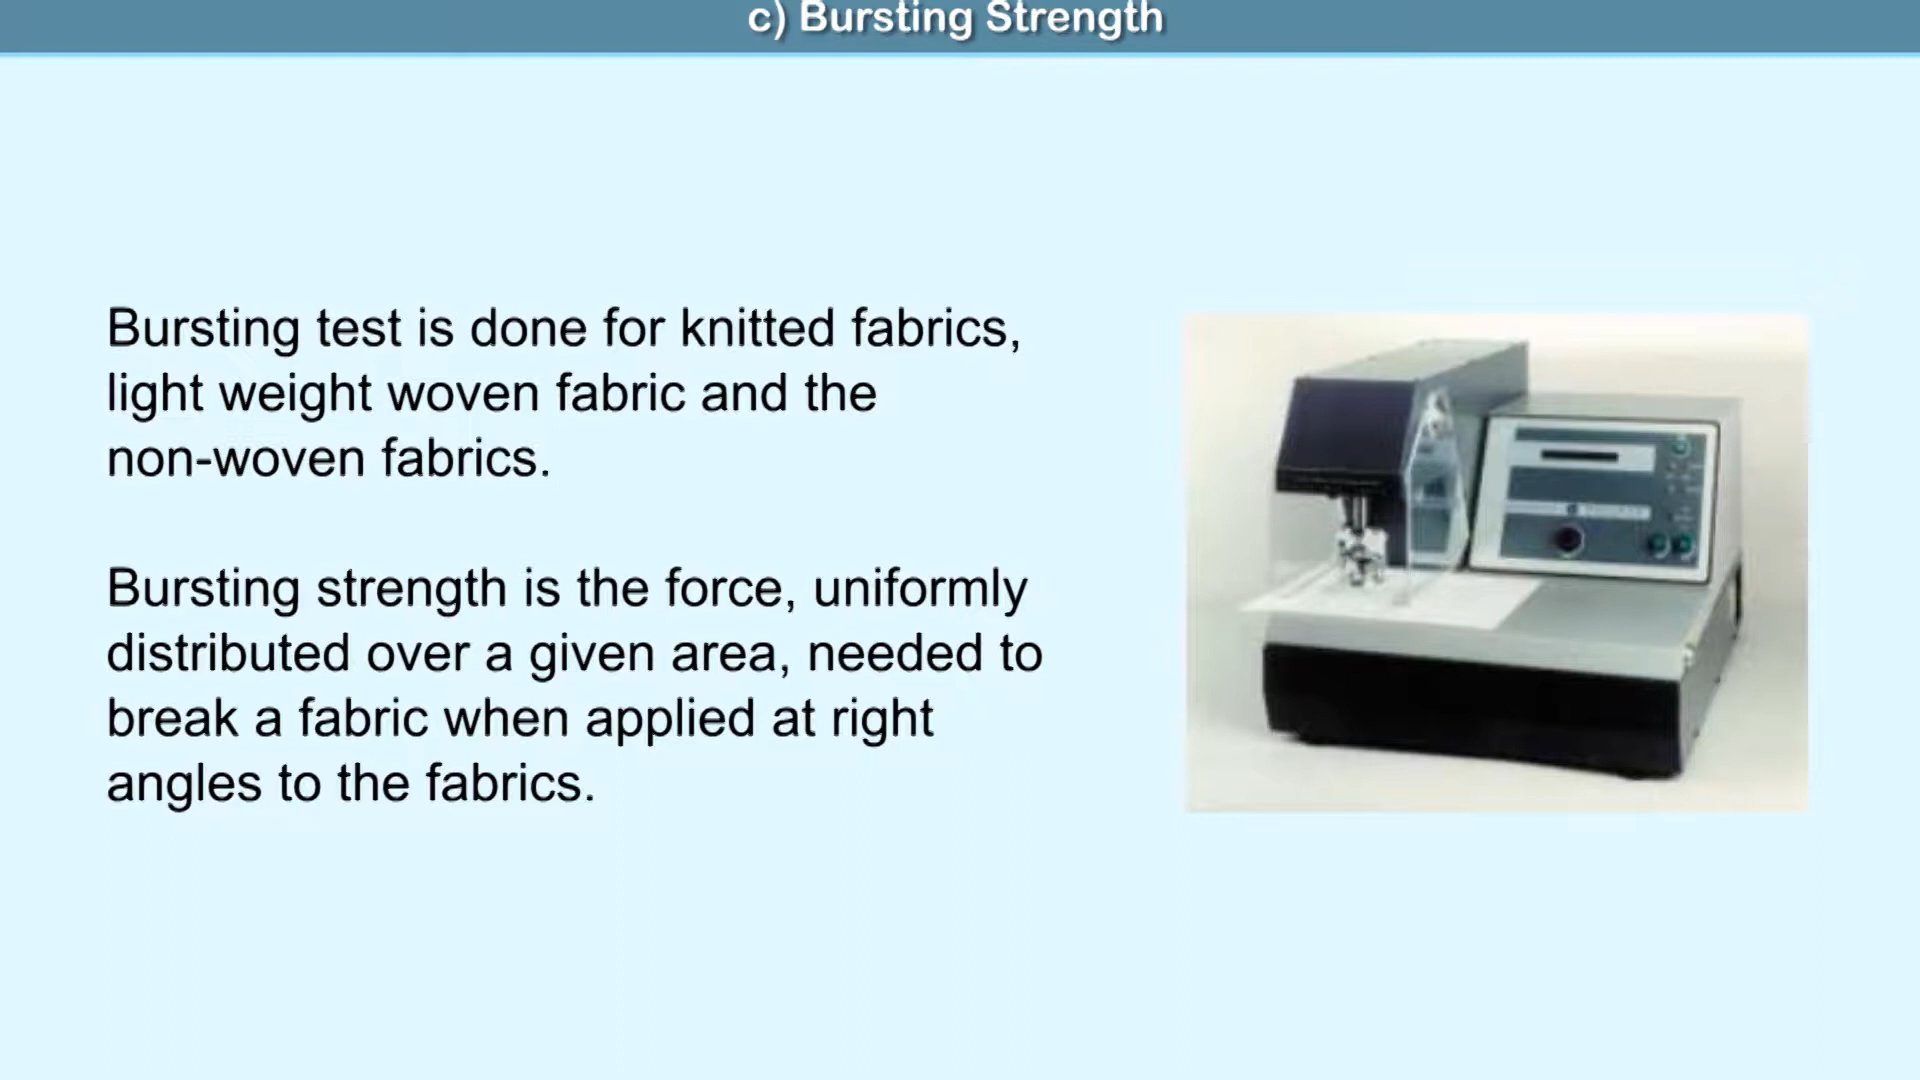 c) Bursting Strength
Bursting test is done for knitted fabrics,
light weight woven fabric and the
non-woven fabrics.
Bursting strength is the force, uniformly
distributed over a given area, needed to
break a fabric when applied at right
angles to the fabrics.